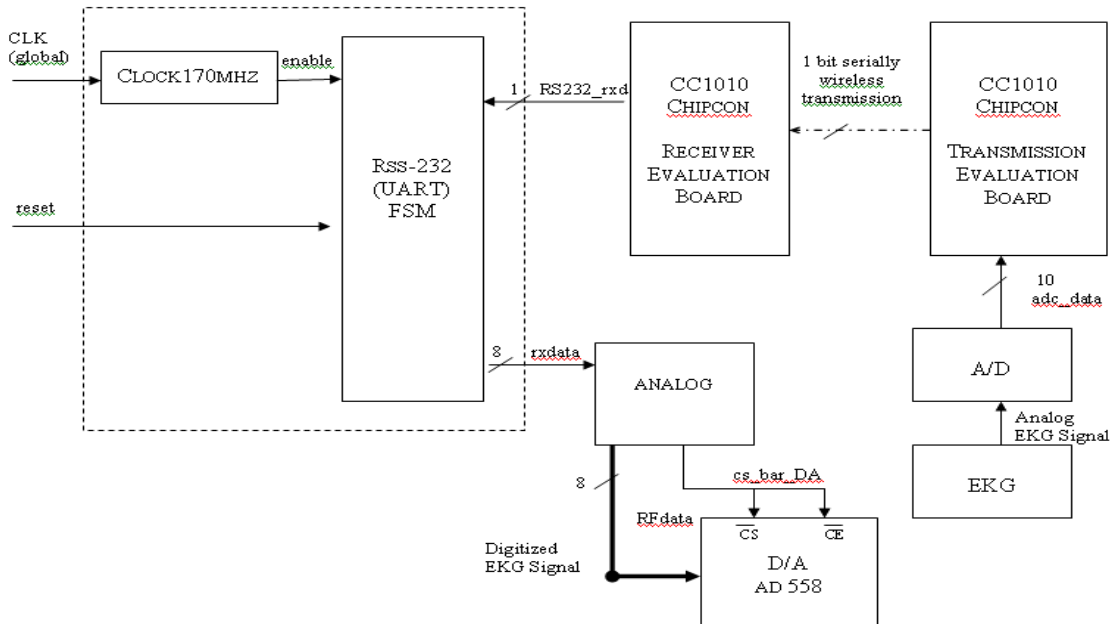 CLK
(global)
CLOCK170MHZ
enable
reset
RSS-232
(UART)
FSM
1
RS232_rxd
CC1010
CHIPCON
RECEIVER
EVALUATION
BOARD
1 bit serially
wireless
transmission
CC1010
CHIPCON
TRANSMISSION
EVALUATION
BOARD
10
adc_data
A/D
Analog
EKG Signal
EKG
8
rxdata
ANALOG
8
cs_bar_DA
RFdata
CS
CE
Digitized
EKG Signal
D/A
AD 558